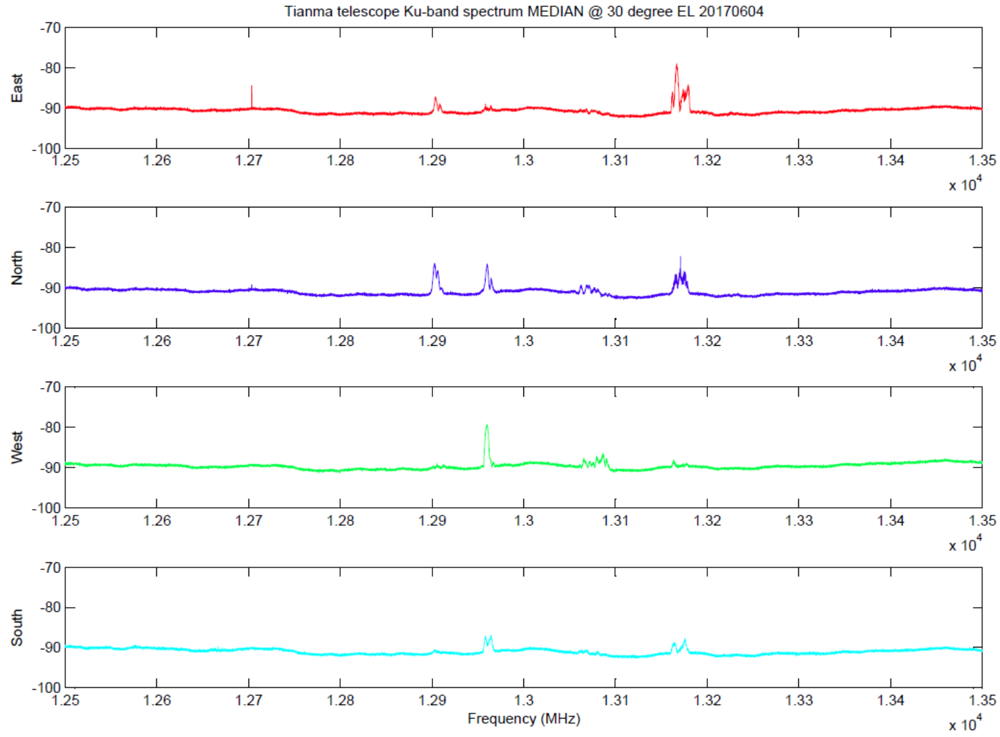 Tianma telescope Ku-band spectrum MEDIAN @ 30 degree EL 20170604
-70
-80
-90
-100
East
1.25 1.26 1.27 1.28 1.29 1.3 1.31 1.32 1.33 1.34 1.35
x 10^4
-70
-80
-90
-100
North
1.25 1.26 1.27 1.28 1.29 1.3 1.31 1.32 1.33 1.34 1.35
x 10^4
-70
-80
-90
-100
West
1.25 1.26 1.27 1.28 1.29 1.3 1.31 1.32 1.33 1.34 1.35
x 10^4
-70
-80
-90
-100
South
1.25 1.26 1.27 1.28 1.29 1.3 1.31 1.32 1.33 1.34 1.35
Frequency (MHz)
x 10^4